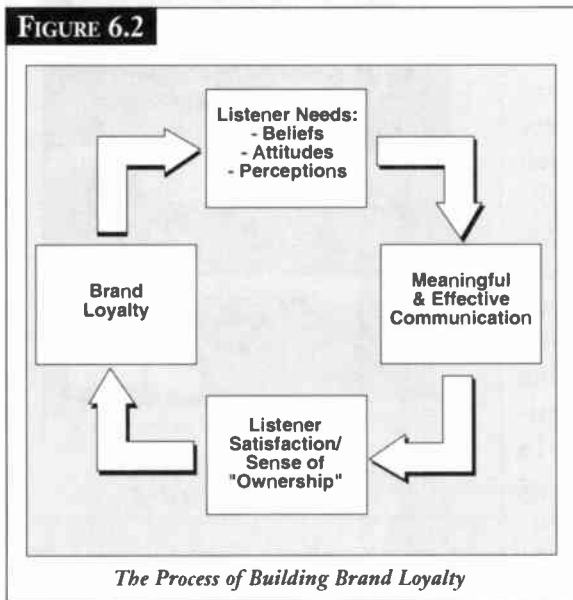 FIGURE 6.2
Listener Needs:
- Beliefs
- Attitudes
- Perceptions
Meaningful
& Effective
Communication
Listener
Satisfaction/
Sense of
"Ownership"
Brand
Loyalty
The Process of Building Brand Loyalty